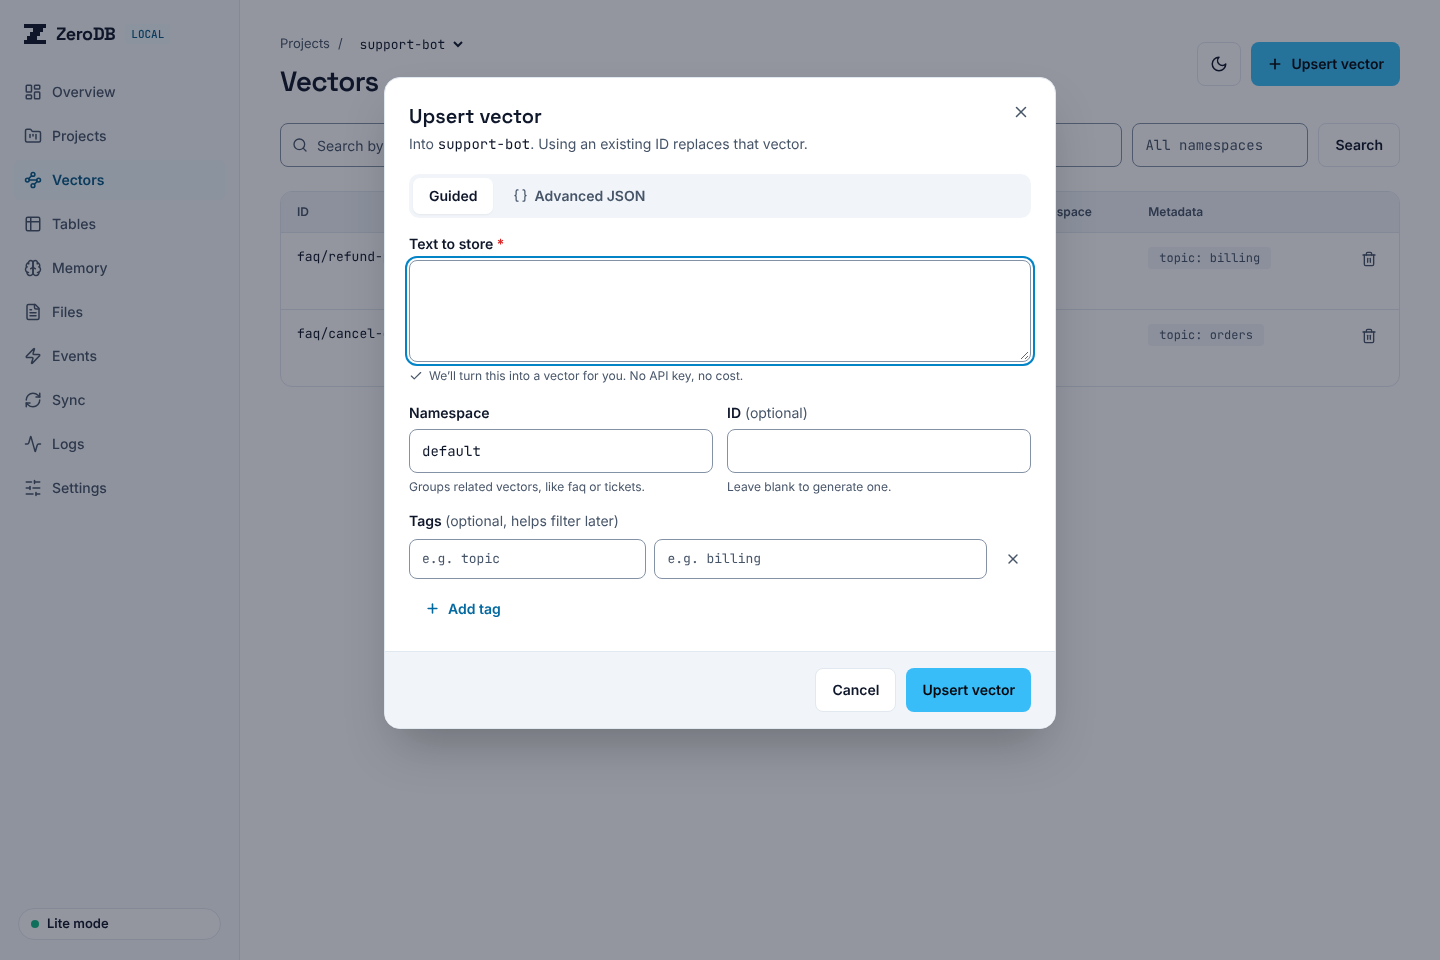 ZeroDB LOCAL
Overview
Projects
Vectors
Tables
Memory
Files
Events
Sync
Logs
Settings
Lite mode
Projects / support-bot
Vectors
Upsert vector
Search by
All namespaces
Search
ID
space
Metadata
faq/refund-
topic: billing
faq/cancel-
topic: orders
Upsert vector
Into support-bot. Using an existing ID replaces that vector.
Guided
{} Advanced JSON
Text to store *
We'll turn this into a vector for you. No API key, no cost.
Namespace
ID (optional)
default
Groups related vectors, like faq or tickets.
Leave blank to generate one.
Tags (optional, helps filter later)
e.g. topic
e.g. billing
+ Add tag
Cancel
Upsert vector